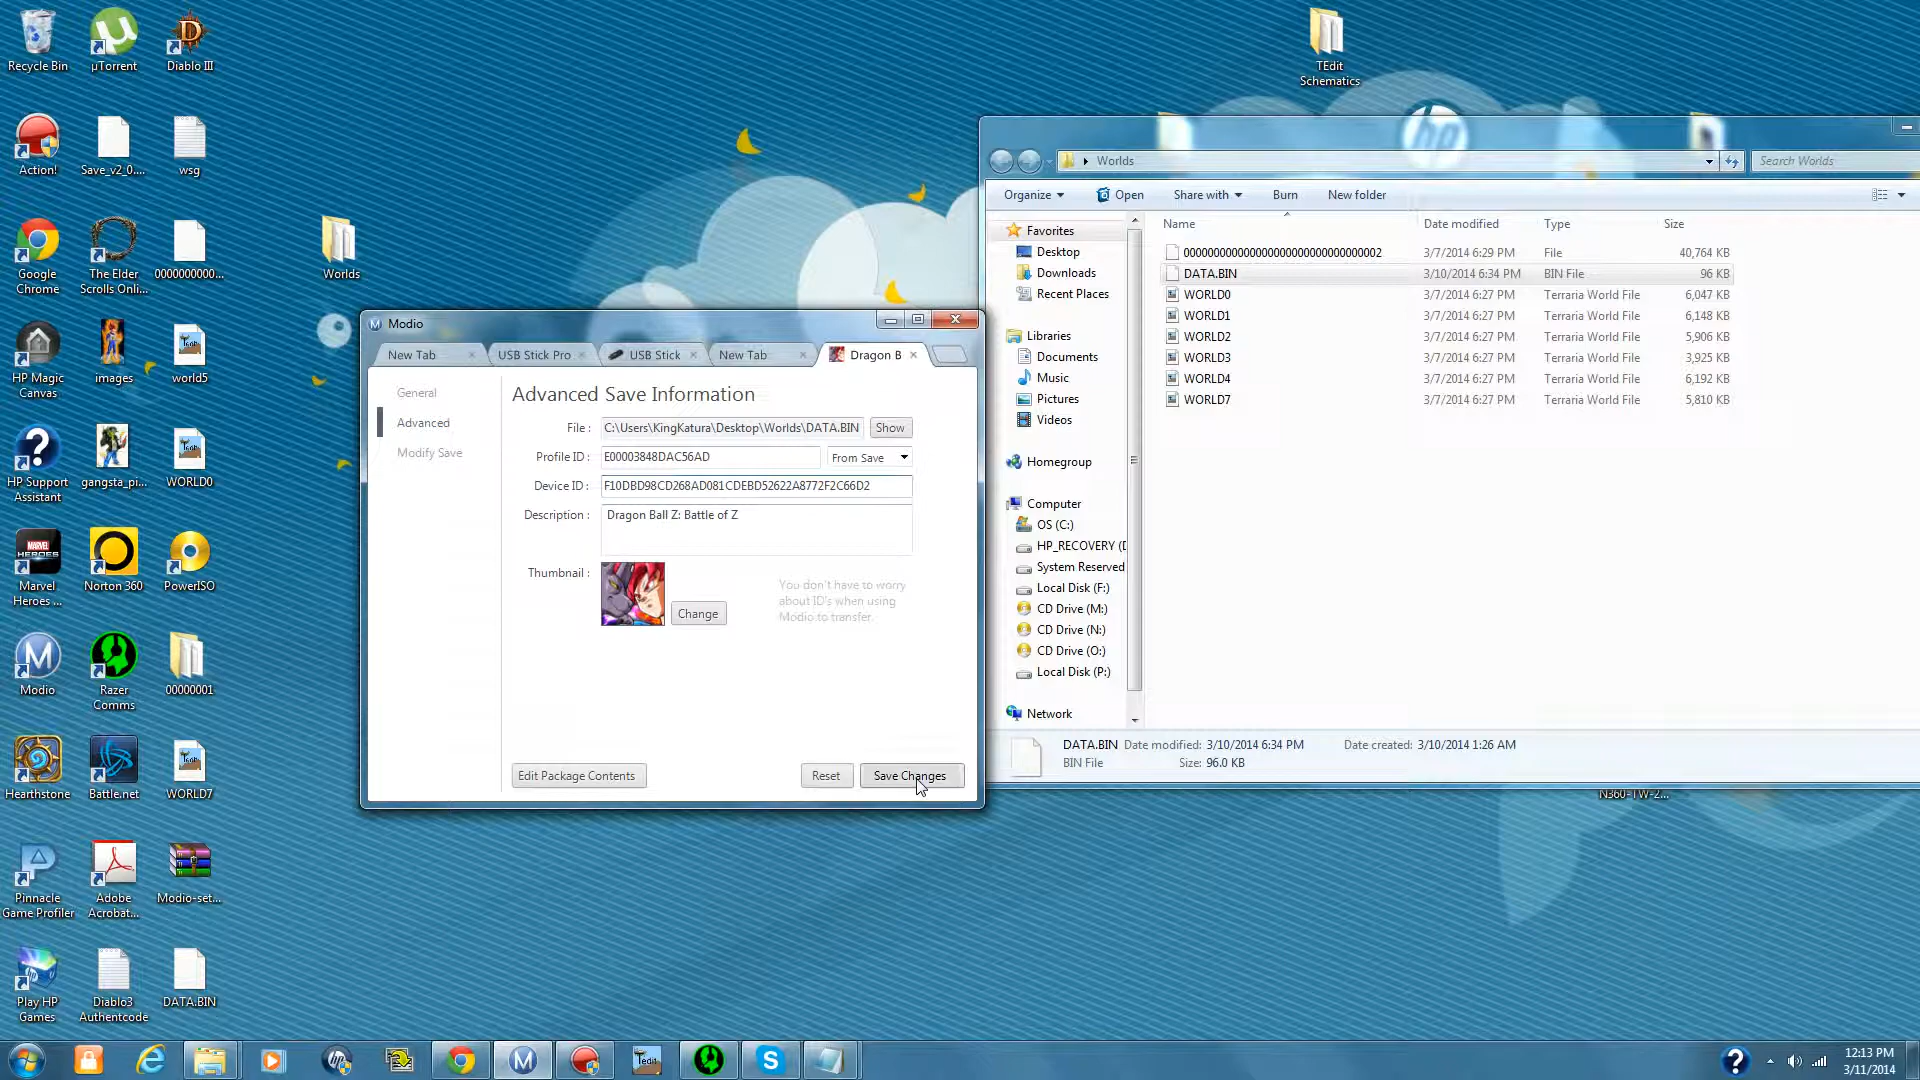 Recycle Bin
µTorrent
Diablo III
TEdit
Schematics
Action!
Save_v2_0....
wsg
Google
Chrome
The Elder
Scrolls Onli...
0000000000...
Worlds
HP Magic
Canvas
images
world5
HP Support
Assistant
gangsta_pi...
WORLD0
Marvel
Heroes ...
Norton 360
PowerISO
Modio
Razer
Comms
00000001
Hearthstone
Battle.net
WORLD7
Pinnacle
Game Profiler
Adobe
Acrobat...
Modio-set...
Play HP
Games
Diablo3
Authentcode
DATA.BIN
Modio
New Tab
USB Stick Pro
USB Stick
New Tab
Dragon B
General
Advanced
Modify Save
Advanced Save Information
File : C:\Users\KingKatura\Desktop\Worlds\DATA.BIN Show
Profile ID : E00003848DAC56AD From Save
Device ID : F10DBD98CD268AD081CDEBD52622A8772F2C66D2
Description : Dragon Ball Z: Battle of Z
Thumbnail :
Change
You don't have to worry
about ID's when using
Modio to transfer.
Edit Package Contents
Reset
Save Changes
hp
Worlds
Search Worlds
Organize Open Share with Burn New folder
Favorites
Desktop
Downloads
Recent Places
Libraries
Documents
Music
Pictures
Videos
Homegroup
Computer
OS (C:)
HP_RECOVERY (D
System Reserved
Local Disk (F:)
CD Drive (M:)
CD Drive (N:)
CD Drive (O:)
Local Disk (P:)
Network
Name Date modified Type Size
3/7/2014 6:29 PM File 40,764 KB
DATA.BIN 3/10/2014 6:34 PM BIN File 96 KB
WORLD0 3/7/2014 6:27 PM Terraria World File 6,047 KB
WORLD1 3/7/2014 6:27 PM Terraria World File 6,148 KB
WORLD2 3/7/2014 6:27 PM Terraria World File 5,906 KB
WORLD3 3/7/2014 6:27 PM Terraria World File 3,925 KB
WORLD4 3/7/2014 6:27 PM Terraria World File 6,192 KB
WORLD7 3/7/2014 6:27 PM Terraria World File 5,810 KB
DATA.BIN Date modified: 3/10/2014 6:34 PM Date created: 3/10/2014 1:26 AM
BIN File Size: 96.0 KB
N360-TW-2...
12:13 PM
3/11/2014